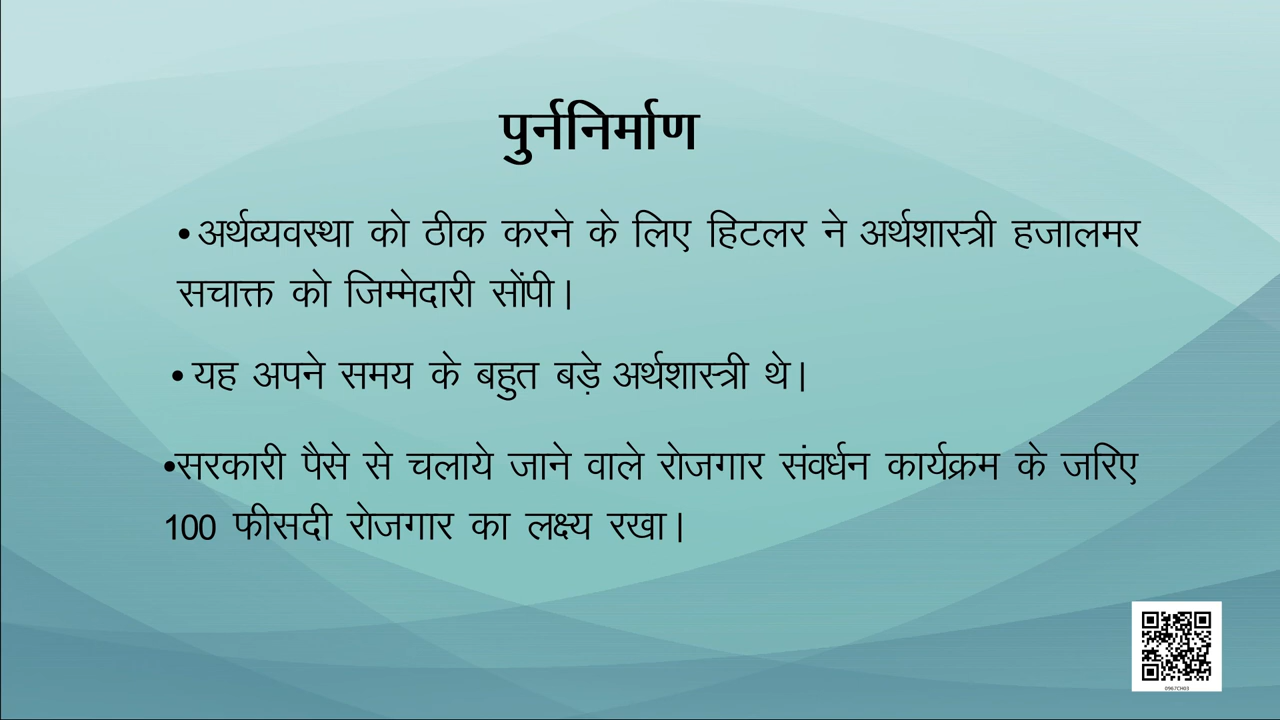 पुर्ननिर्माण
•अर्थव्यवस्था को ठीक करने के लिए हिटलर ने अर्थशास्त्री हजालमर
सचाक्त को जिम्मेदारी सोंपी।
• यह अपने समय के बहुत बड़े अर्थशास्त्री थे।
•सरकारी पैसे से चलाये जाने वाले रोजगार संवर्धन कार्यक्रम के जरिए
100 फीसदी रोजगार का लक्ष्य रखा।
0967CH03